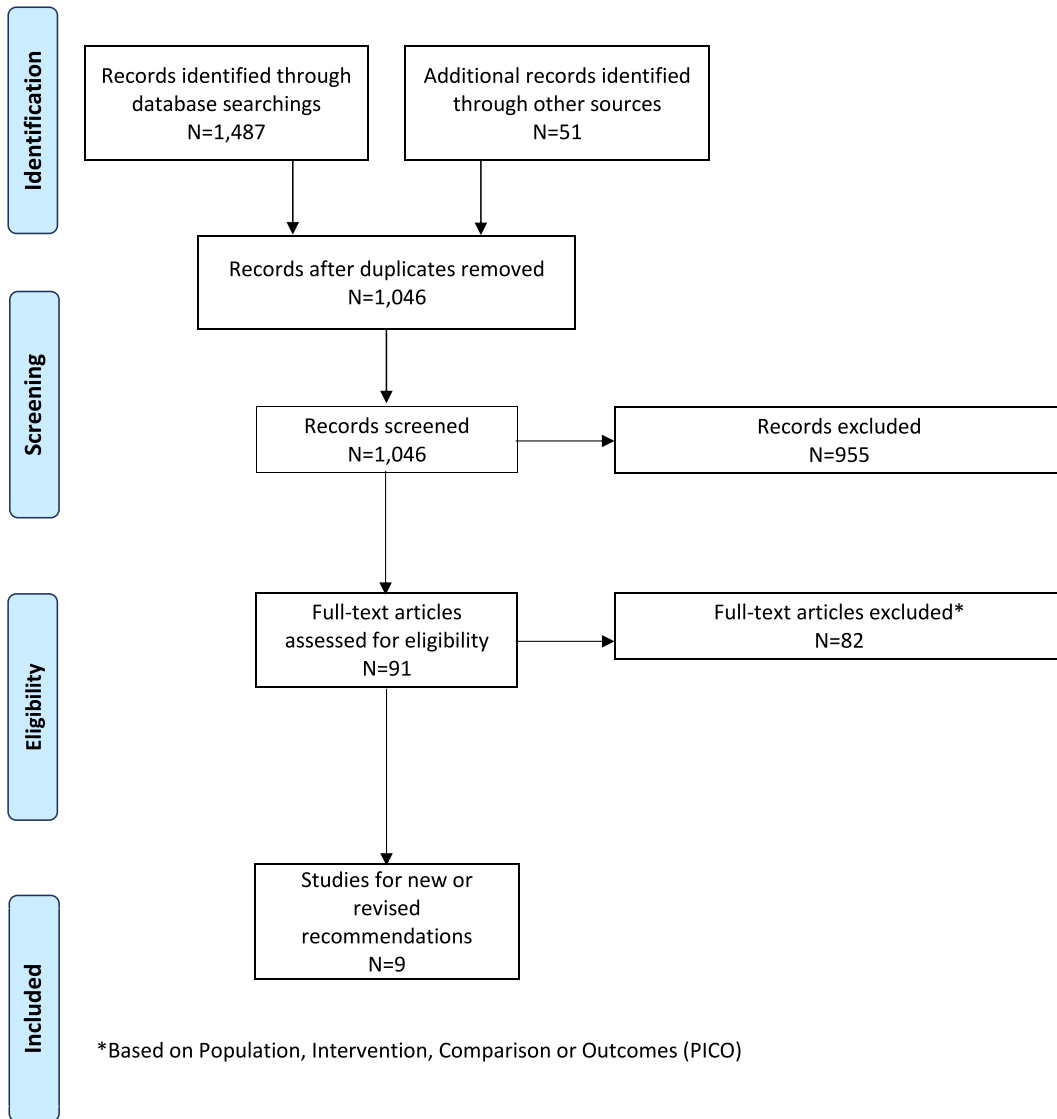 Identification
Records identified through
database searchings
N=1,487
Additional records identified
through other sources
N=51
Records after duplicates removed
N=1,046
Screening
Records screened
N=1,046
Records excluded
N=955
Eligibility
Full-text articles
assessed for eligibility
N=91
Full-text articles excluded*
N=82
Included
Studies for new or
revised
recommendations
N=9
*Based on Population, Intervention, Comparison or Outcomes (PICO)